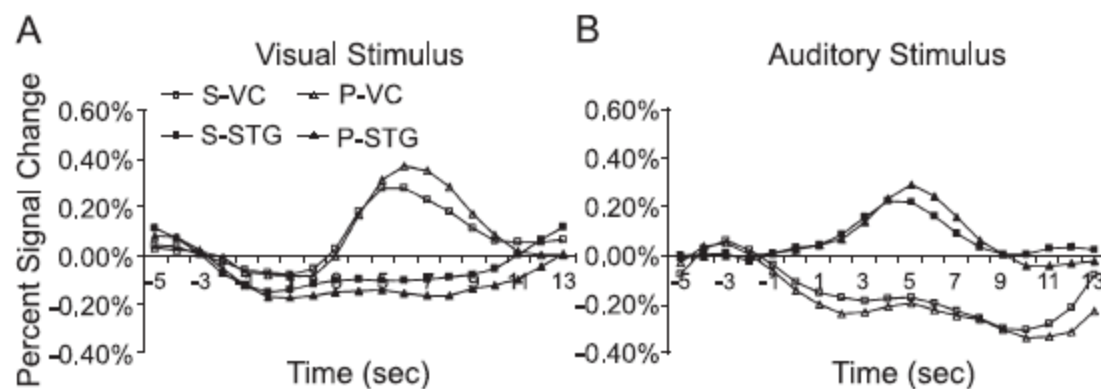 A
B
Visual Stimulus
Auditory Stimulus
S-VC
P-VC
S-STG
P-STG
Percent Signal Change
0.60%
0.40%
0.20%
0.00%
-0.20%
-0.40%
-5 -3 11 13
Time (sec)
0.60%
0.40%
0.20%
0.00%
-0.20%
-0.40%
-5 -3 -1 1 3 5 7 9 11 13
Time (sec)